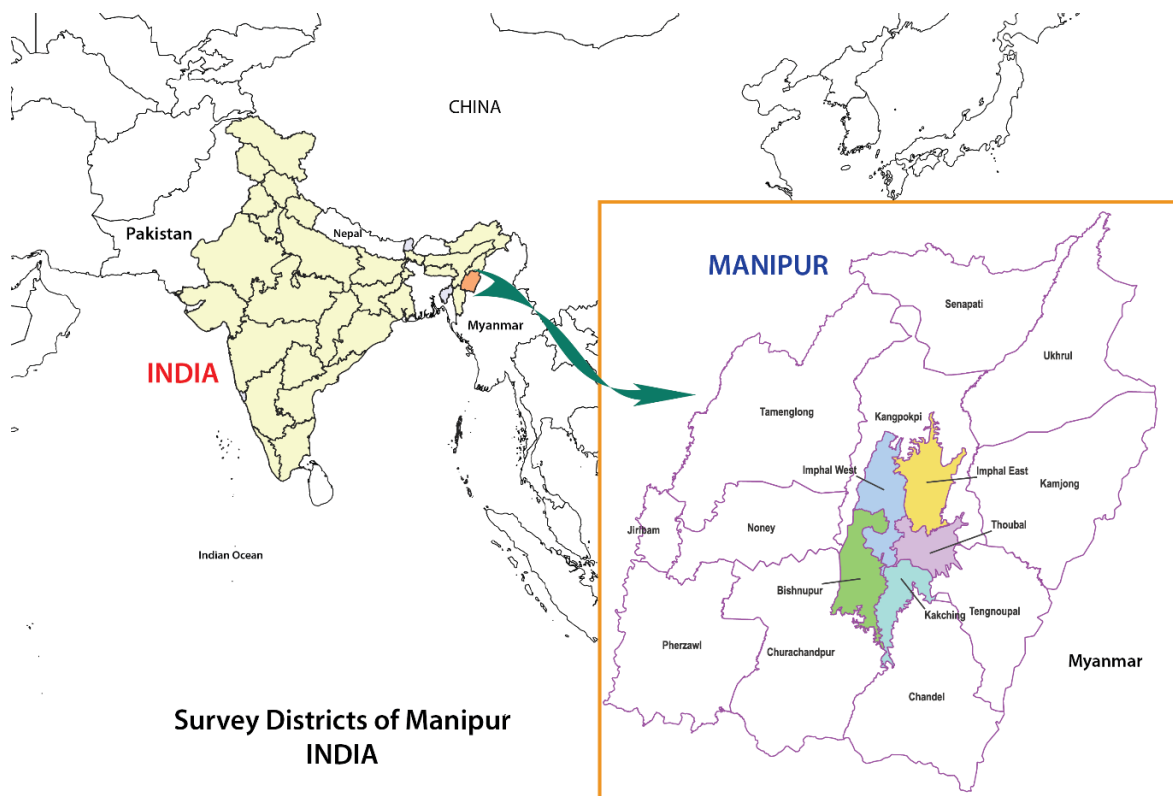 CHINA
Pakistan
Nepal
INDIA
Myanmar
Indian Ocean
Survey Districts of Manipur
INDIA
MANIPUR
Senapati
Ukhrul
Tamenglong
Kangpokpi
Imphal West
Imphal East
Kamjong
Jiribam
Noney
Thoubal
Bishnupur
Kakching
Tengnoupal
Pherzawl
Churachandpur
Myanmar
Chandel